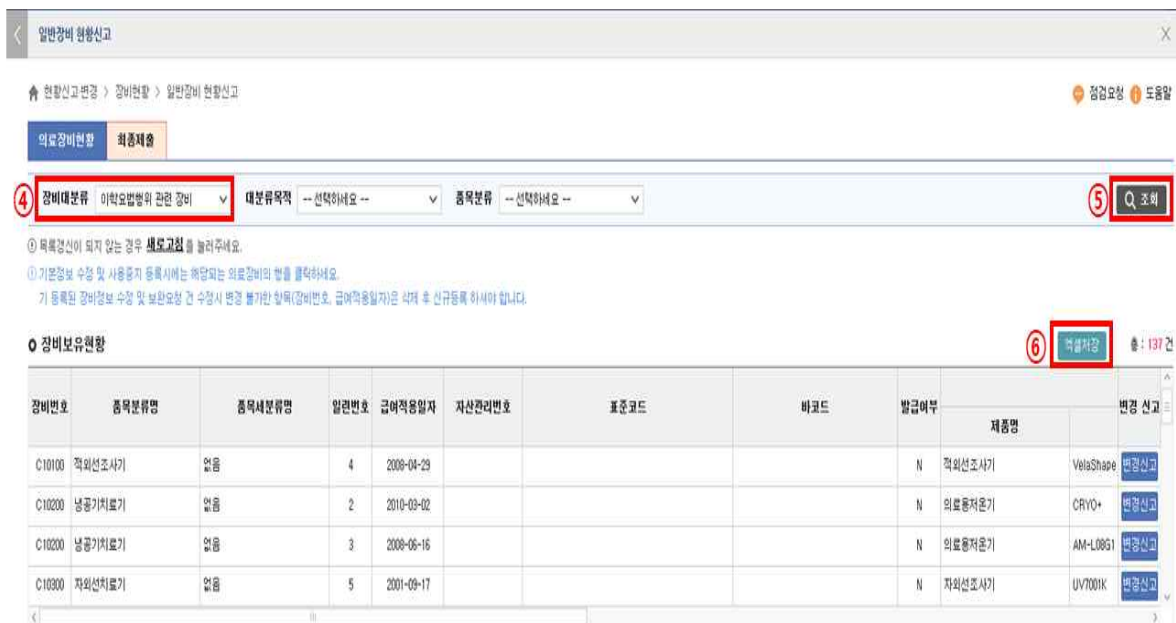 일반장비 현황신고
현황신고·변경 > 장비현황 > 일반장비 현황신고
점검요청 도움말
의료장비현황 최종제출
④ 장비대분류 이학요법행위 관련 장비 대분류목적 -- 선택하세요 -- 품목분류 -- 선택하세요 -- ⑤ 조회
목록갱신이 되지 않는 경우 새로고침 을 눌러주세요.
기본정보 수정 및 사용중지 등록시에는 해당되는 의료장비의 행을 클릭하세요.
기 등록된 장비정보 수정 및 보완요청 건 수정시 변경 불가한 항목(장비번호, 급여적용일자)은 삭제 후 신규등록 하셔야 합니다.
장비보유현황 ⑥ 엑셀저장 총 : 137 건
장비번호 품목분류명 품목세분류명 일련번호 급여적용일자 자산관리번호 표준코드 바코드 발급여부 변경 신고
제품명
C10100 적외선조사기 없음 4 2008-04-29 N 적외선조사기 VelaShape 변경신고
C10200 냉공기치료기 없음 2 2010-03-02 N 의료용저온기 CRYO+ 변경신고
C10200 냉공기치료기 없음 3 2008-06-16 N 의료용저온기 AM-L08G1 변경신고
C10300 자외선치료기 없음 5 2001-09-17 N 자외선조사기 UV7001K 변경신고